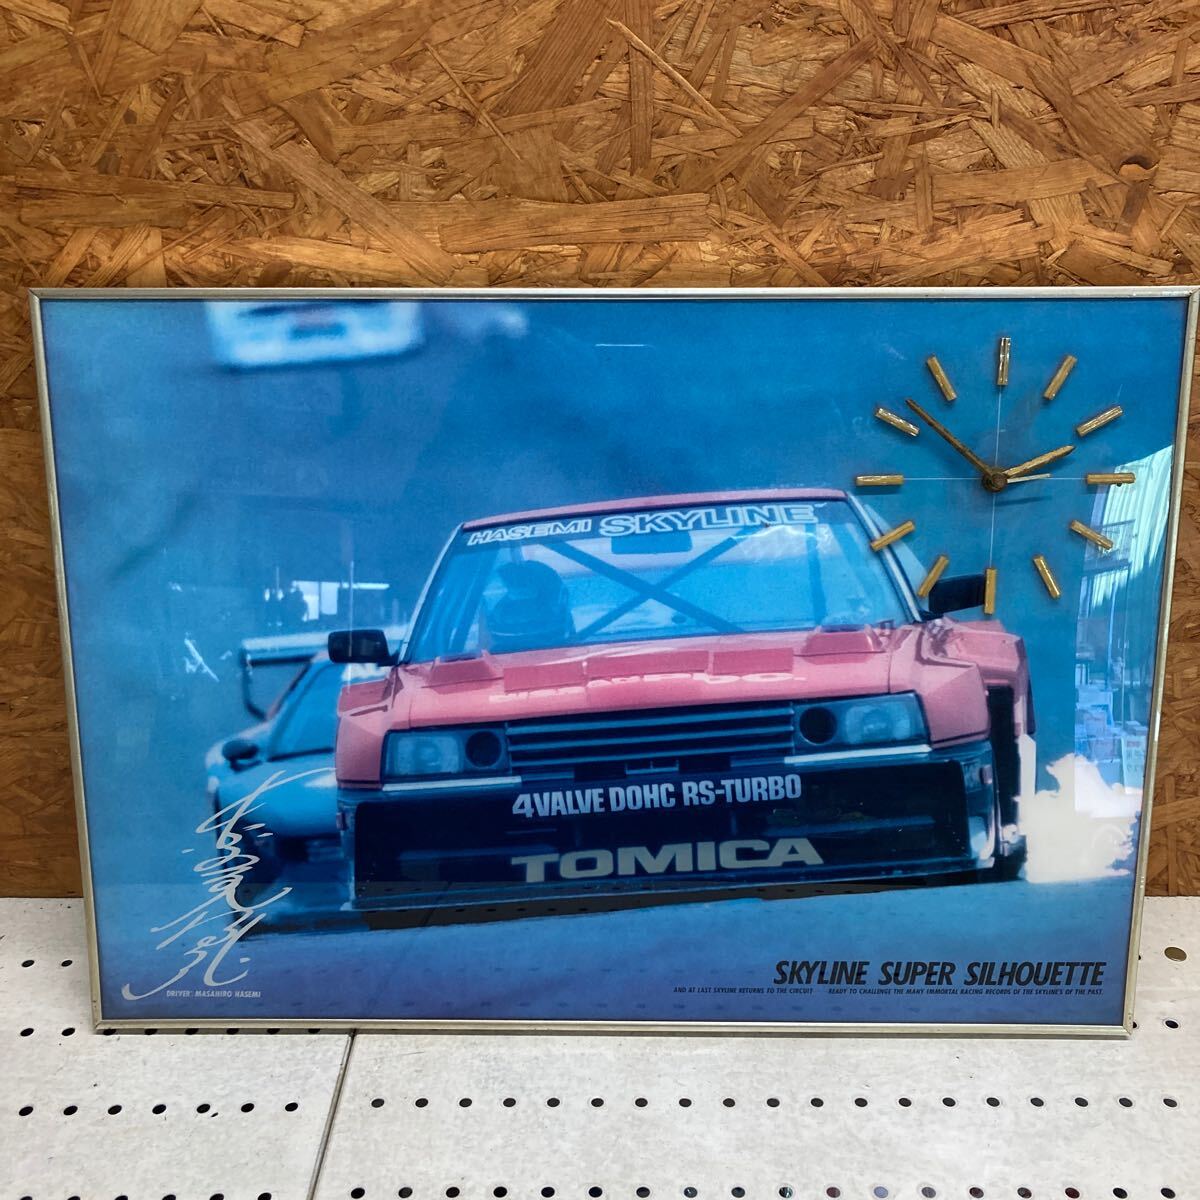 HASEMI SKYLINE
4VALVE DOHC RS-TURBO
TOMICA
DRIVER: MASAHIRO HASEMI
SKYLINE SUPER SILHOUETTE
AND AT LAST SKYLINE RETURNS TO THE CIRCUIT READY TO CHALLENGE THE MANY IMMORTAL RACING RECORDS OF THE SKYLINE'S OF THE PAST.